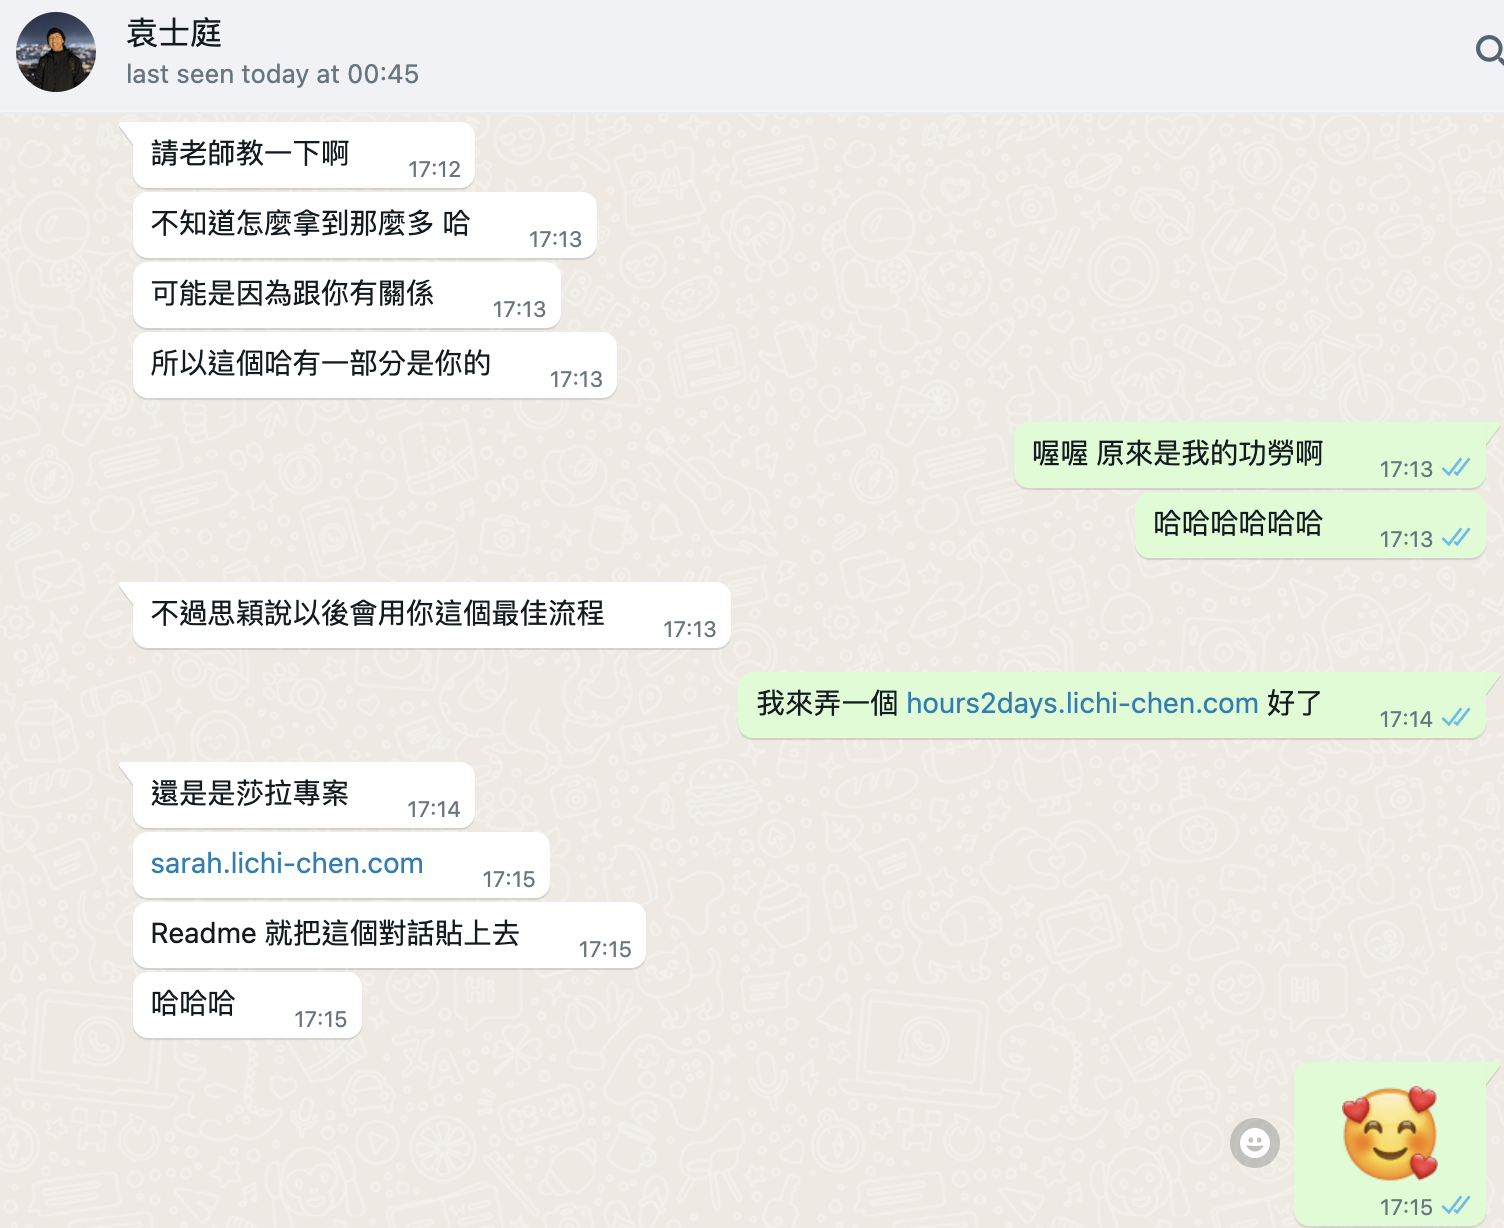 袁士庭
last seen today at 00:45
請老師教一下啊
17:12
不知道怎麼拿到那麼多 哈
17:13
可能是因為跟你有關係
17:13
所以這個哈有一部分是你的
17:13
喔喔 原來是我的功勞啊
17:13
哈哈哈哈哈哈
17:13
不過思穎說以後會用你這個最佳流程
17:13
我來弄一個 hours2days.lichi-chen.com 好了
17:14
還是是莎拉專案
17:14
sarah.lichi-chen.com
17:15
Readme 就把這個對話貼上去
17:15
哈哈哈
17:15
17:15